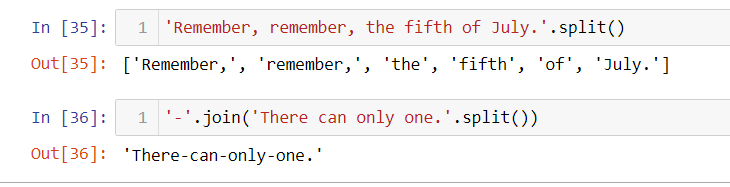 In [35]: 1 'Remember, remember, the fifth of July.'.split()
Out[35]: ['Remember,', 'remember,', 'the', 'fifth', 'of', 'July.']
In [36]: 1 '-'.join('There can only one.'.split())
Out[36]: 'There-can-only-one.'